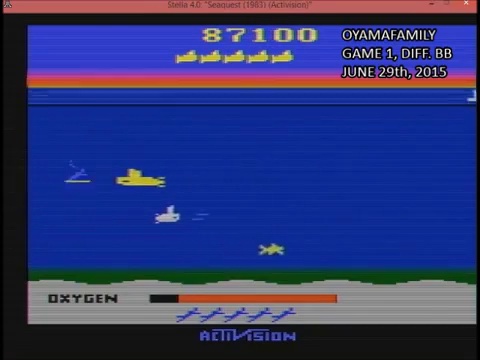 Stella 4.0: "Seaquest (1983) (Activision)"
87100
OYAMAFAMILY
GAME 1, DIFF. BB
JUNE 29th, 2015
OXYGEN
ACTIVISION